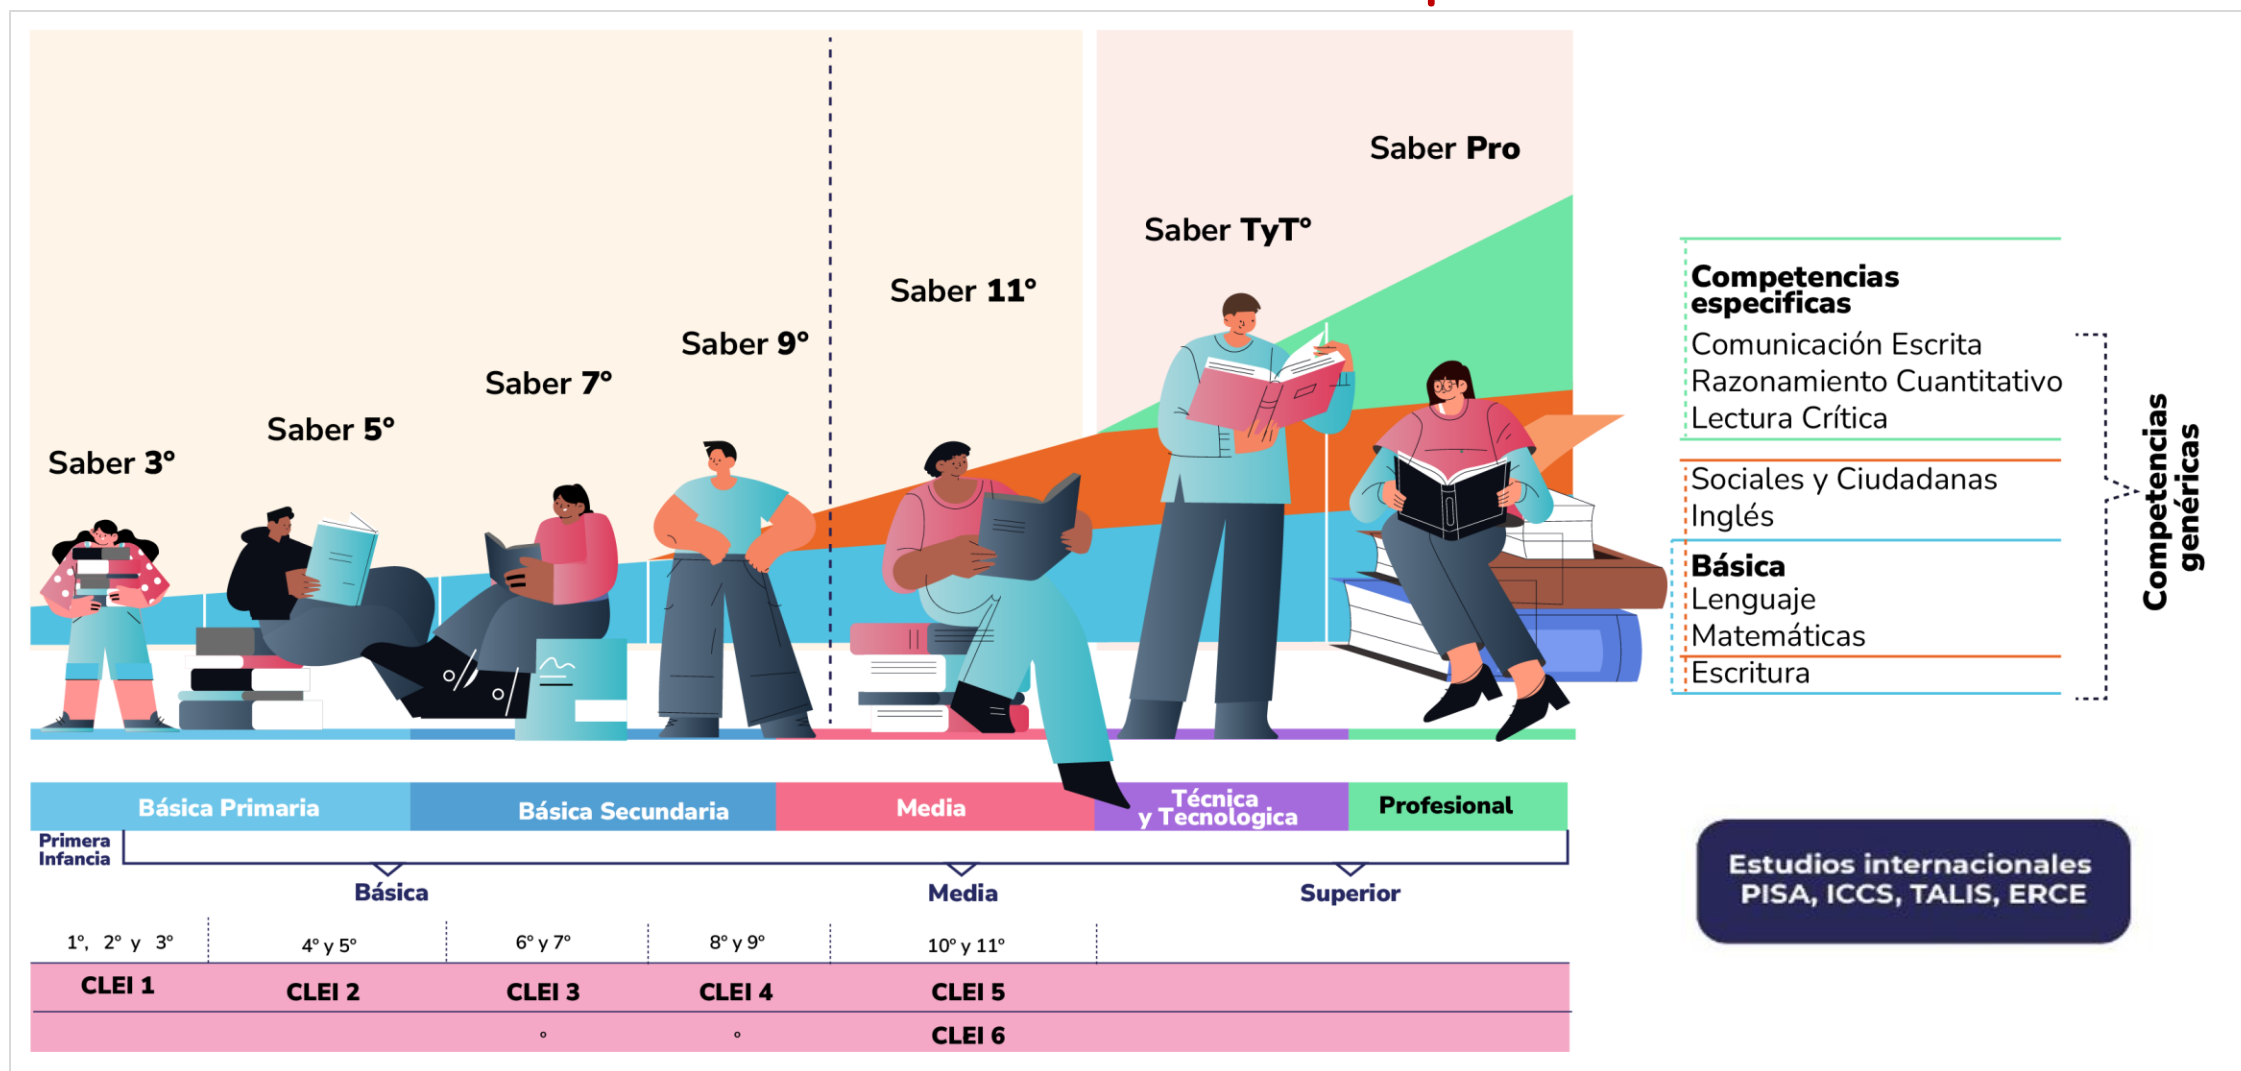 Saber Pro
Saber TyT°
Saber 11°
Saber 9°
Saber 7°
Saber 5°
Saber 3°
Competencias
especificas
Comunicación Escrita
Razonamiento Cuantitativo
Lectura Crítica
Sociales y Ciudadanas
Inglés
Básica
Lenguaje
Matemáticas
Escritura
Competencias
genéricas
Básica Primaria
Básica Secundaria
Media
Técnica
y Tecnologica
Profesional
Primera
Infancia
Básica
Media
Superior
Estudios internacionales
PISA, ICCS, TALIS, ERCE
1°, 2° y 3°
4° y 5°
6° y 7°
8° y 9°
10° y 11°
CLEI 1
CLEI 2
CLEI 3
CLEI 4
CLEI 5
°
°
CLEI 6